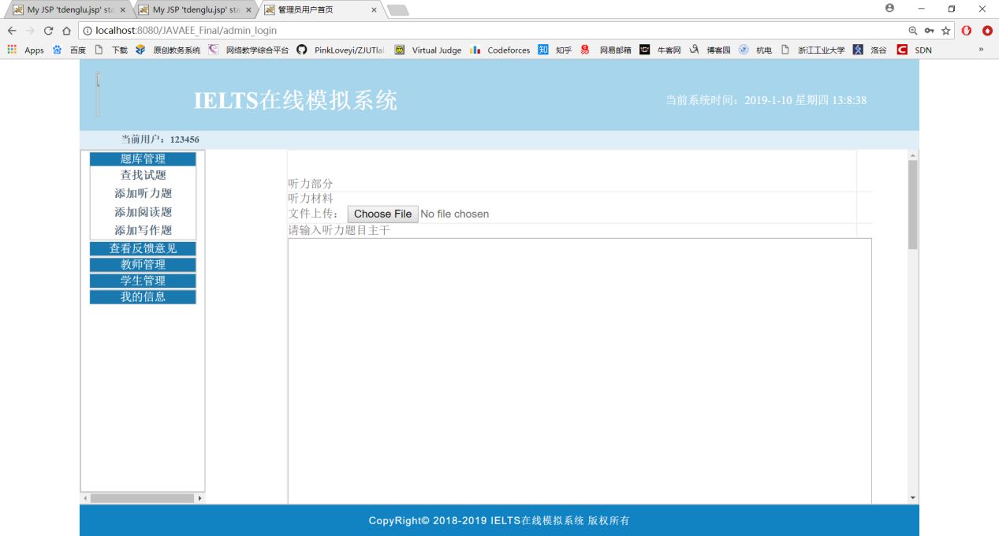 My JSP 'tdenglu.jsp' sta
My JSP 'tdenglu.jsp' sta
管理员用户首页
localhost:8080/JAVAEE_Final/admin_login
Apps 百度 下载 原创教务系统 网络教学综合平台 PinkLoveyi/ZJUTlal Virtual Judge Codeforces 知 知乎 网易邮箱 牛客网 博客园 杭电 浙江工业大学 洛谷 C SDN »
IELTS在线模拟系统
当前系统时间：2019-1-10 星期四 13:8:38
当前用户：123456
题库管理
查找试题
添加听力题
添加阅读题
添加写作题
查看反馈意见
教师管理
学生管理
我的信息
听力部分
听力材料
文件上传： Choose File No file chosen
请输入听力题目主干
CopyRight© 2018-2019 IELTS在线模拟系统 版权所有